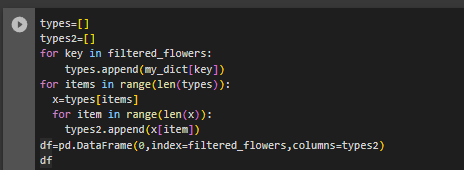 types=[]
types2=[]
for key in filtered_flowers:
    types.append(my_dict[key])
for items in range(len(types)):
  x=types[items]
  for item in range(len(x)):
    types2.append(x[item])
df=pd.DataFrame(0,index=filtered_flowers,columns=types2)
df